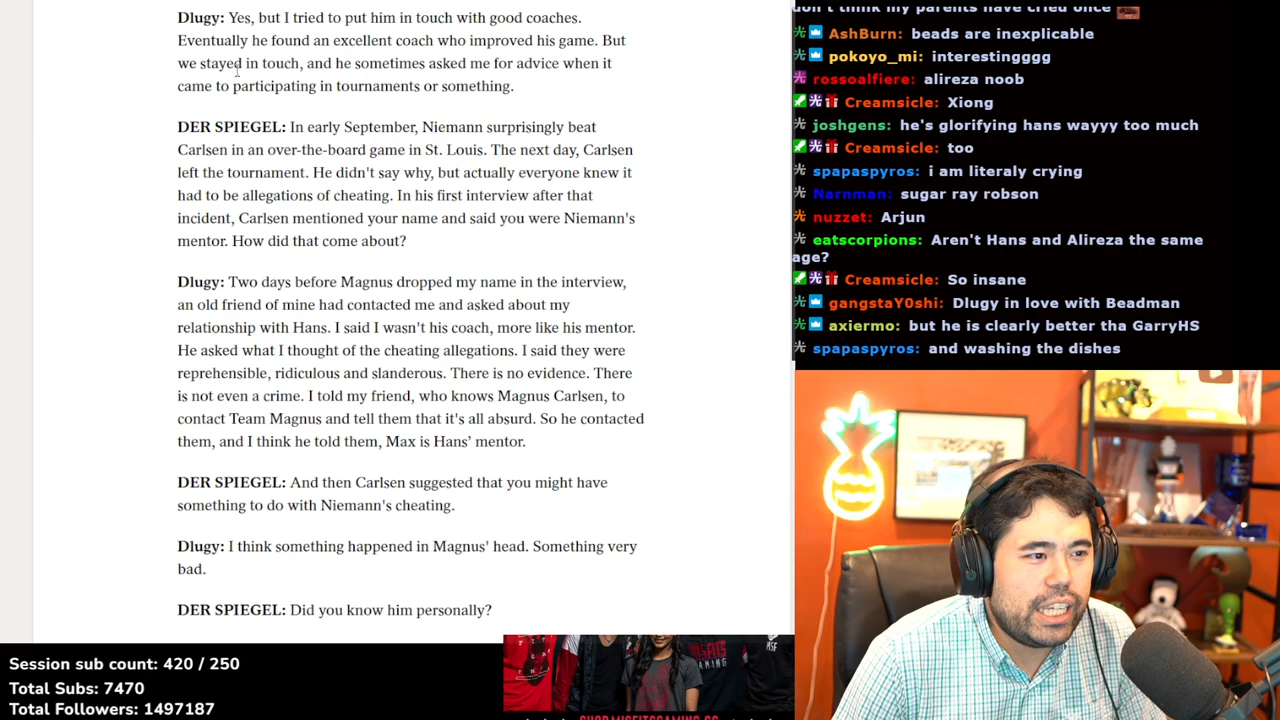 Dlugy: Yes, but I tried to put him in touch with good coaches.
Eventually he found an excellent coach who improved his game. But
we stayed in touch, and he sometimes asked me for advice when it
came to participating in tournaments or something.
DER SPIEGEL: In early September, Niemann surprisingly beat
Carlsen in an over-the-board game in St. Louis. The next day, Carlsen
left the tournament. He didn't say why, but actually everyone knew it
had to be allegations of cheating. In his first interview after that
incident, Carlsen mentioned your name and said you were Niemann's
mentor. How did that come about?
Dlugy: Two days before Magnus dropped my name in the interview,
an old friend of mine had contacted me and asked about my
relationship with Hans. I said I wasn't his coach, more like his mentor.
He asked what I thought of the cheating allegations. I said they were
reprehensible, ridiculous and slanderous. There is no evidence. There
is not even a crime. I told my friend, who knows Magnus Carlsen, to
contact Team Magnus and tell them that it's all absurd. So he contacted
them, and I think he told them, Max is Hans’ mentor.
DER SPIEGEL: And then Carlsen suggested that you might have
something to do with Niemann's cheating.
Dlugy: I think something happened in Magnus' head. Something very
bad.
DER SPIEGEL: Did you know him personally?
don't think my parents have cried once
AshBurn: beads are inexplicable
pokoyo_mi: interestingggg
rossoalfiere: alireza noob
Creamsicle: Xiong
joshgens: he's glorifying hans wayyy too much
Creamsicle: too
spapaspyros: i am literaly crying
Narnman: sugar ray robson
nuzzet: Arjun
eatscorpions: Aren't Hans and Alireza the same
age?
Creamsicle: So insane
gangstaY0shi: Dlugy in love with Beadman
axiermo: but he is clearly better tha GarryHS
spapaspyros: and washing the dishes
Session sub count: 420 / 250
Total Subs: 7470
Total Followers: 1497187